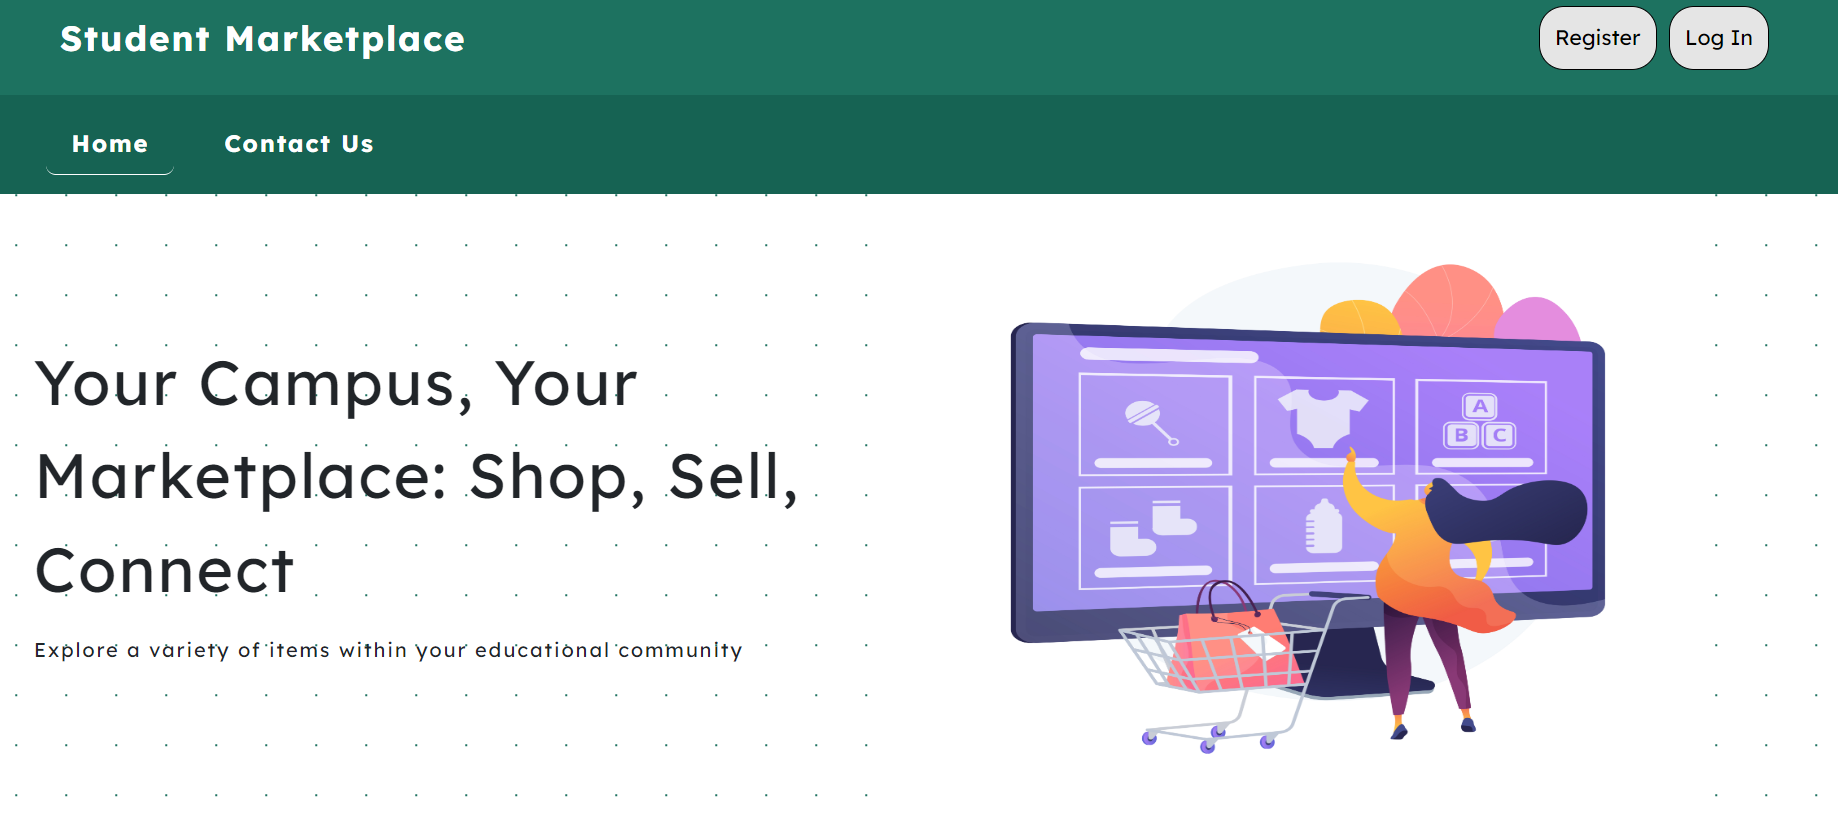 Student Marketplace
Register
Log In
Home
Contact Us
Your Campus, Your
Marketplace: Shop, Sell,
Connect
Explore a variety of items within your educational community
A
B
C